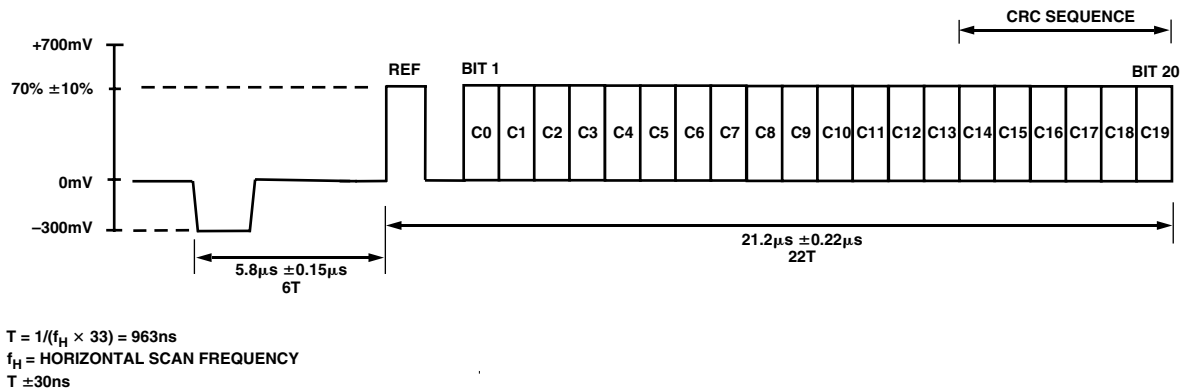 CRC SEQUENCE
+700mV
REF
BIT 1
BIT 20
70% ±10%
C0 C1 C2 C3 C4 C5 C6 C7 C8 C9 C10 C11 C12 C13 C14 C15 C16 C17 C18 C19
0mV
–300mV
21.2μs ±0.22μs
22T
5.8μs ±0.15μs
6T
T = 1/(fH × 33) = 963ns
fH = HORIZONTAL SCAN FREQUENCY
T ±30ns